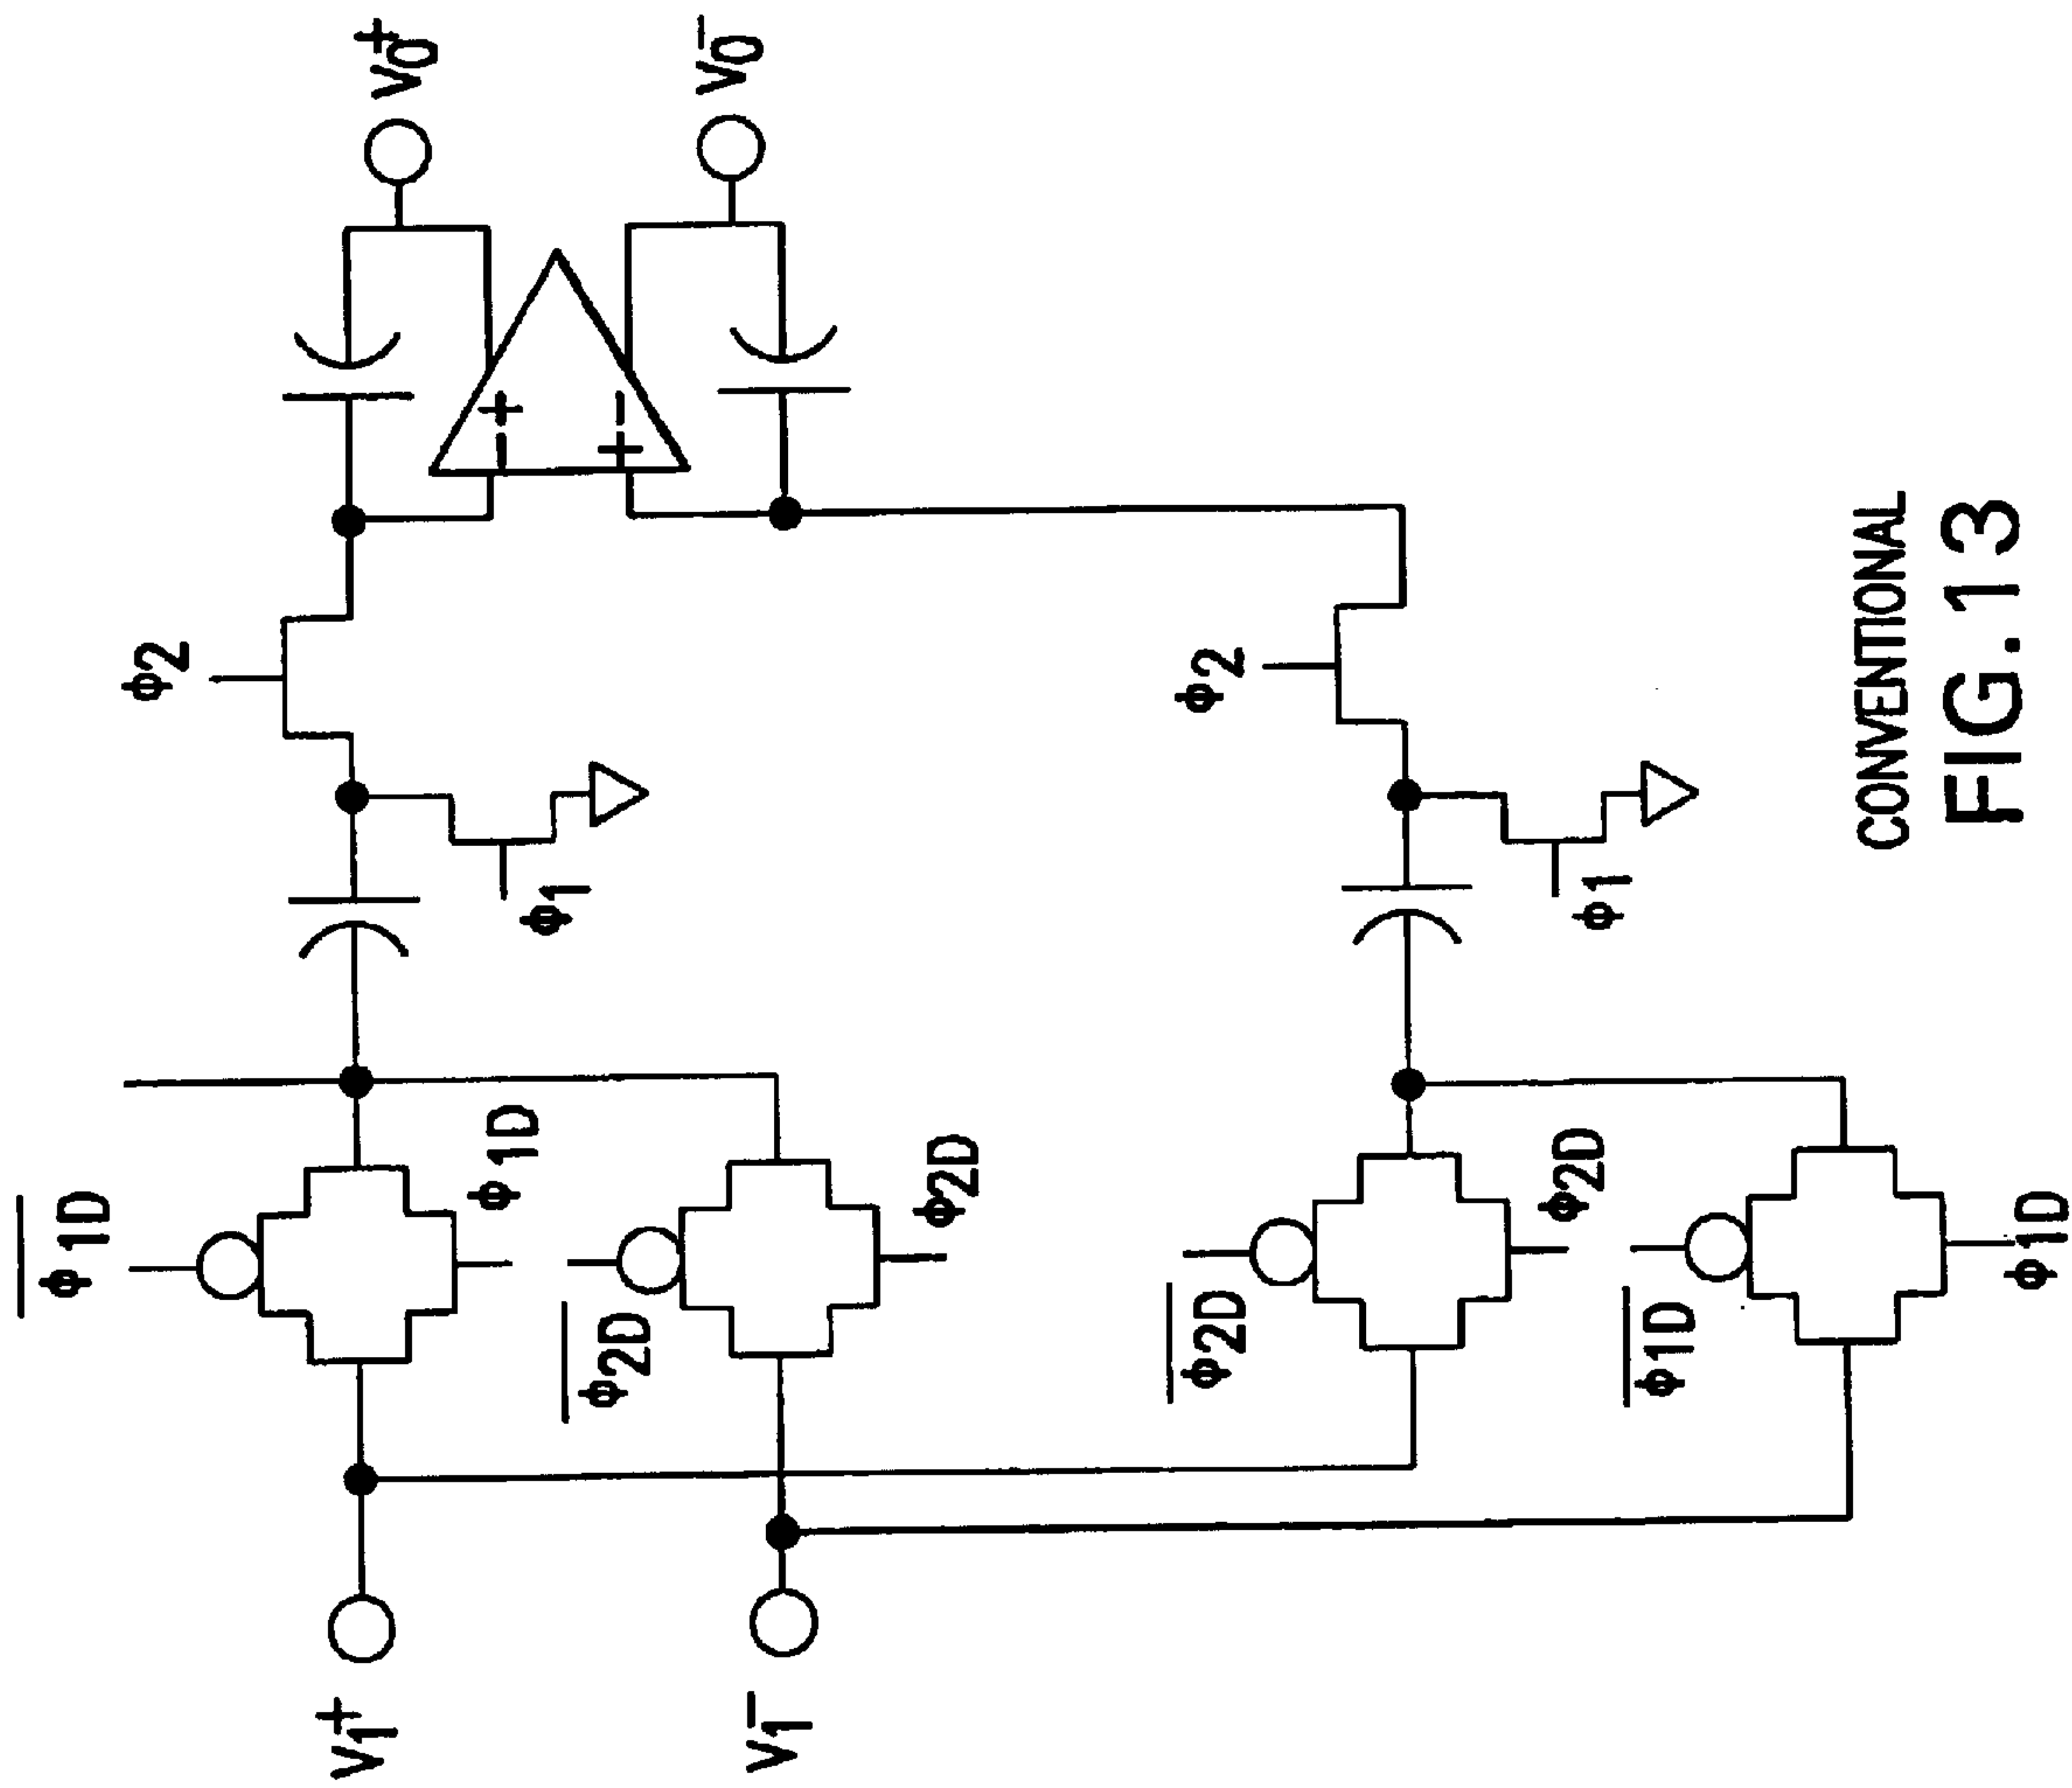 φ1D
φ1D
V1+
φ2D
φ2D
V1-
φ1
φ2
- +
+ -
V0+
V0-
φ2D
φ2D
φ1D
φ1D
φ1
φ2
CONVENTIONAL
FIG. 13